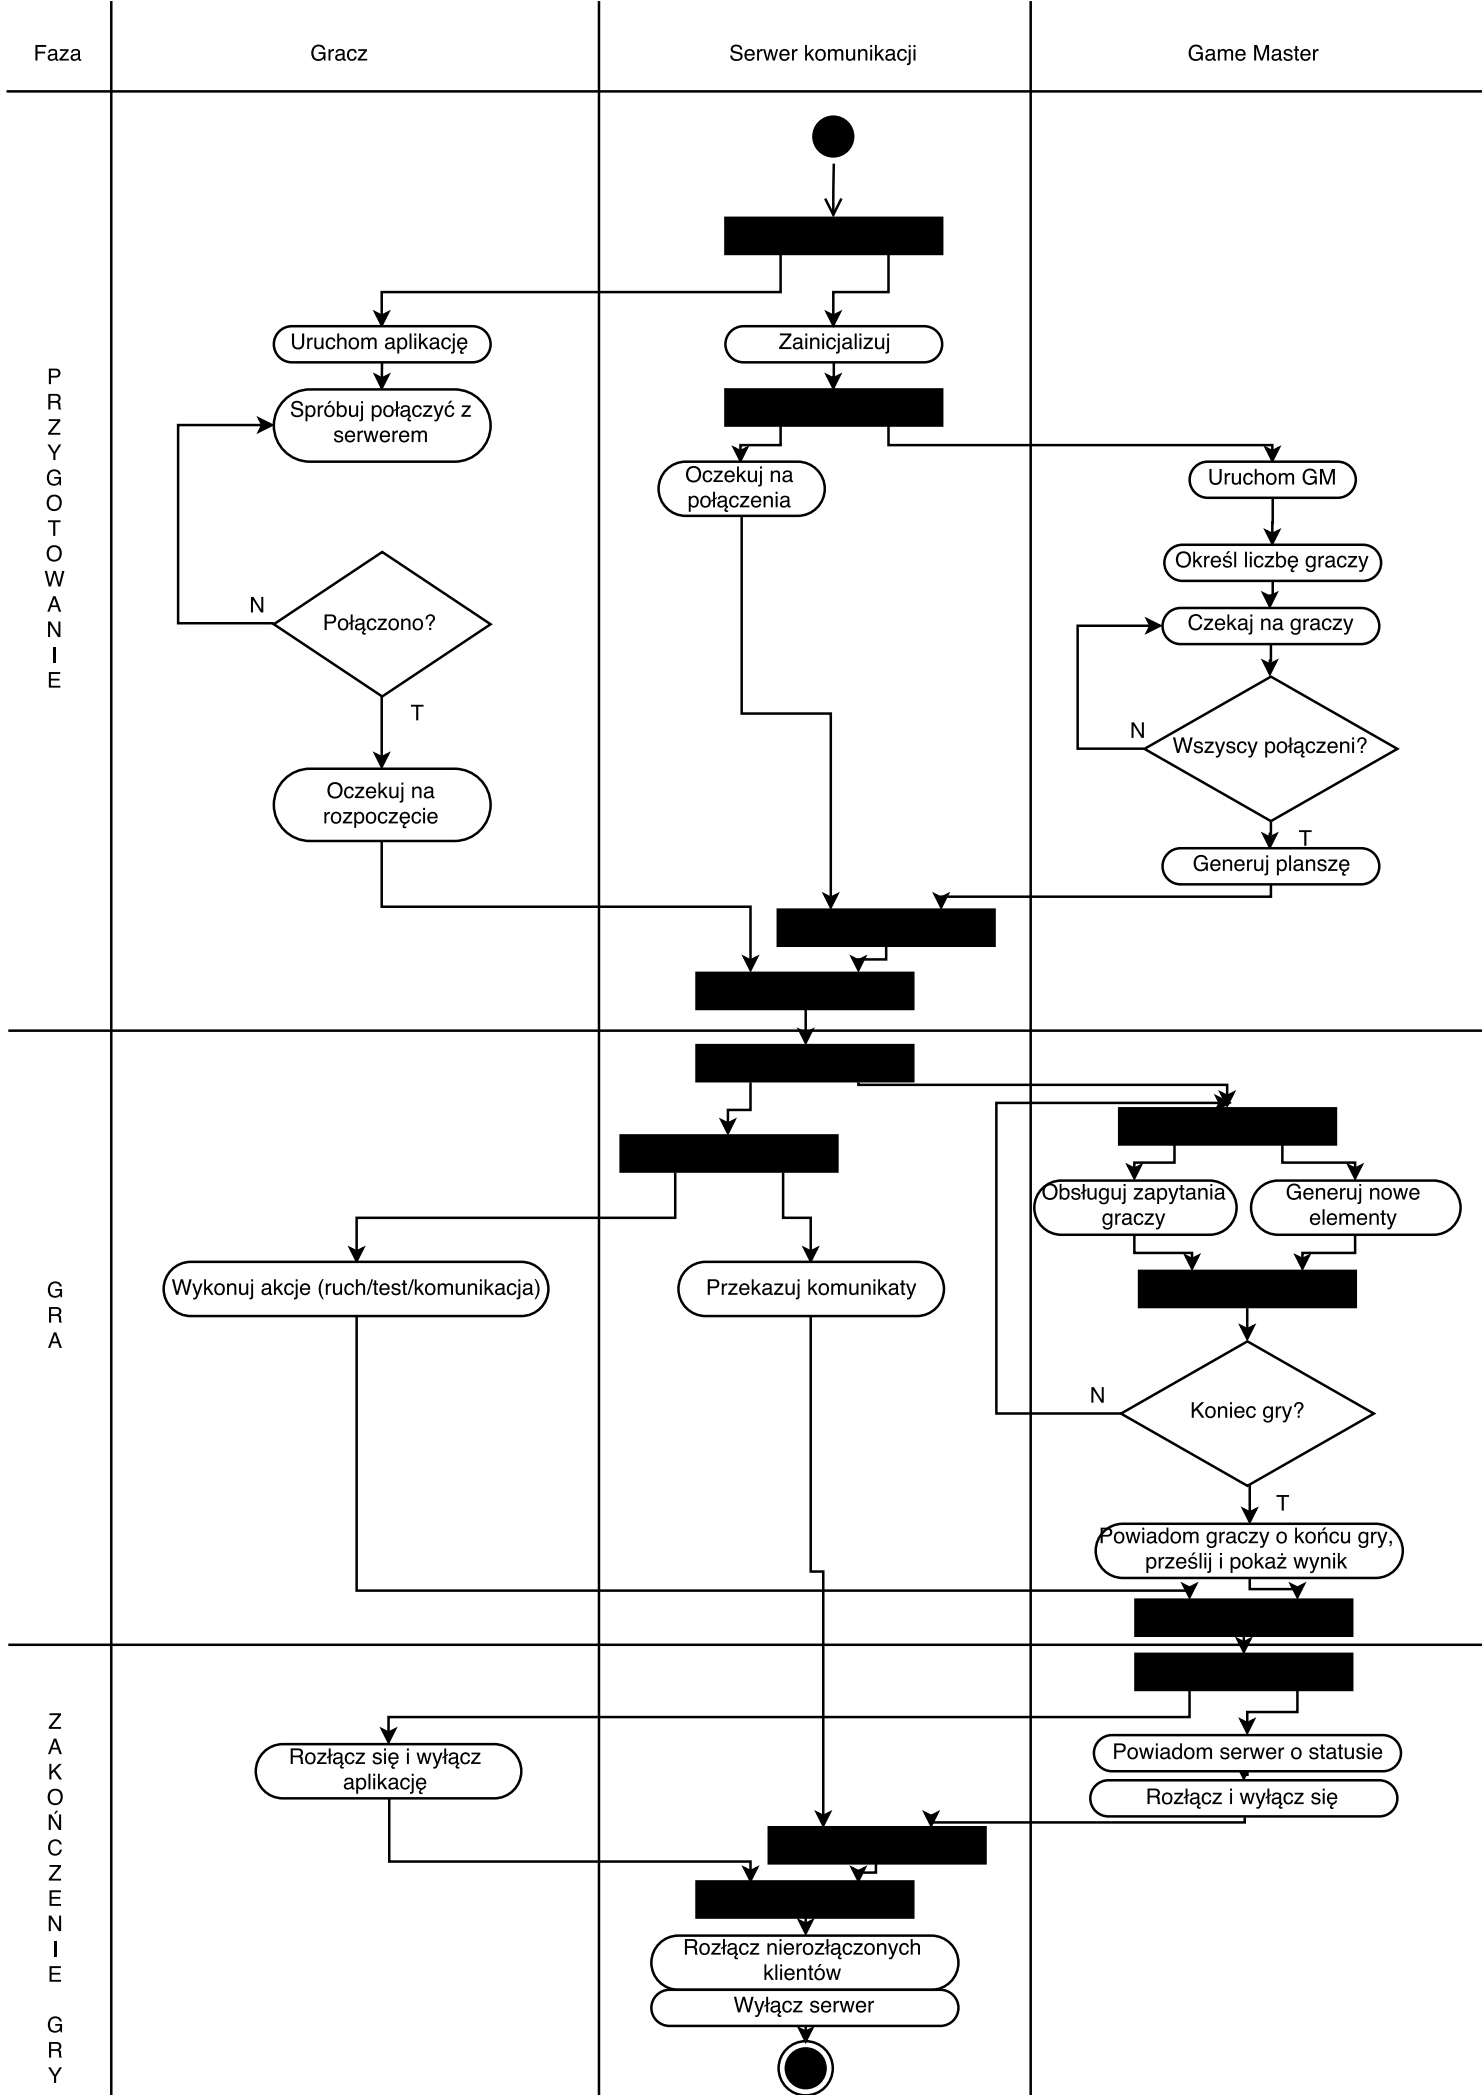 Faza
Gracz
Serwer komunikacji
Game Master
P
R
Z
Y
G
O
T
O
W
A
N
I
E
Uruchom aplikację
Zainicjalizuj
Spróbuj połączyć z
serwerem
Oczekuj na
połączenia
Uruchom GM
Określ liczbę graczy
Czekaj na graczy
N
Połączono?
T
N
Wszyscy połączeni?
T
Oczekuj na
rozpoczęcie
Generuj planszę
G
R
A
Obsługuj zapytania
graczy
Generuj nowe
elementy
Wykonuj akcje (ruch/test/komunikacja)
Przekazuj komunikaty
N
Koniec gry?
T
Powiadom graczy o końcu gry,
prześlij i pokaż wynik
Z
A
K
O
Ń
C
Z
E
N
I
E
G
R
Y
Rozłącz się i wyłącz
aplikację
Powiadom serwer o statusie
Rozłącz i wyłącz się
Rozłącz nierozłączonych
klientów
Wyłącz serwer